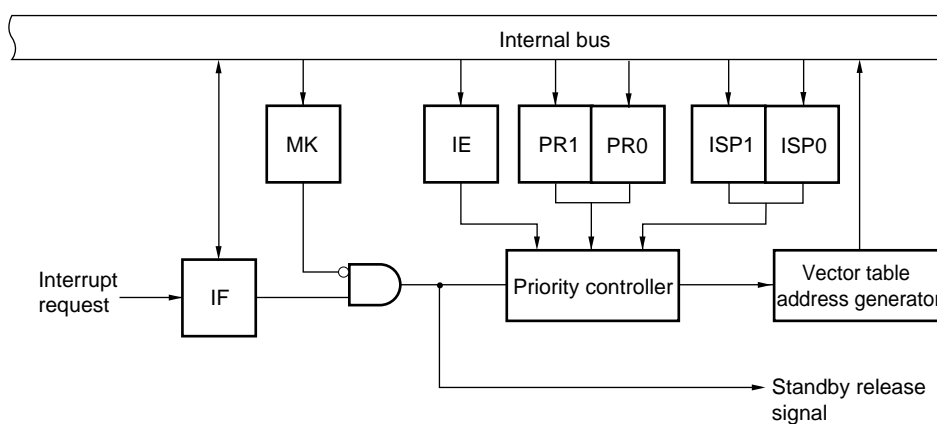 Internal bus
MK
IE
PR1
PR0
ISP1
ISP0
Interrupt
request
IF
Priority controller
Vector table
address generator
Standby release
signal